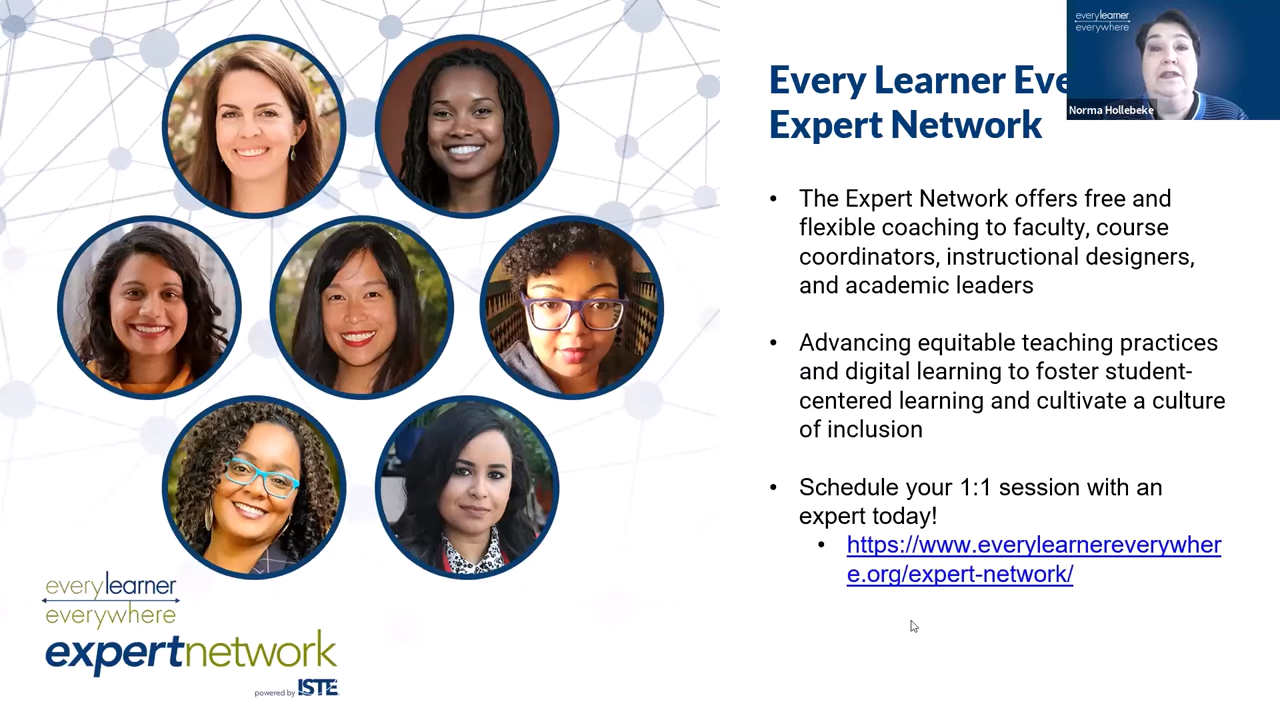 Every Learner Eve
Expert Network
everylearner
everywhere
Norma Hollebeke
• The Expert Network offers free and
flexible coaching to faculty, course
coordinators, instructional designers,
and academic leaders
• Advancing equitable teaching practices
and digital learning to foster student-
centered learning and cultivate a culture
of inclusion
• Schedule your 1:1 session with an
expert today!
• https://www.everylearnereverywher
e.org/expert-network/
everylearner
everywhere
expertnetwork
powered by ISTE